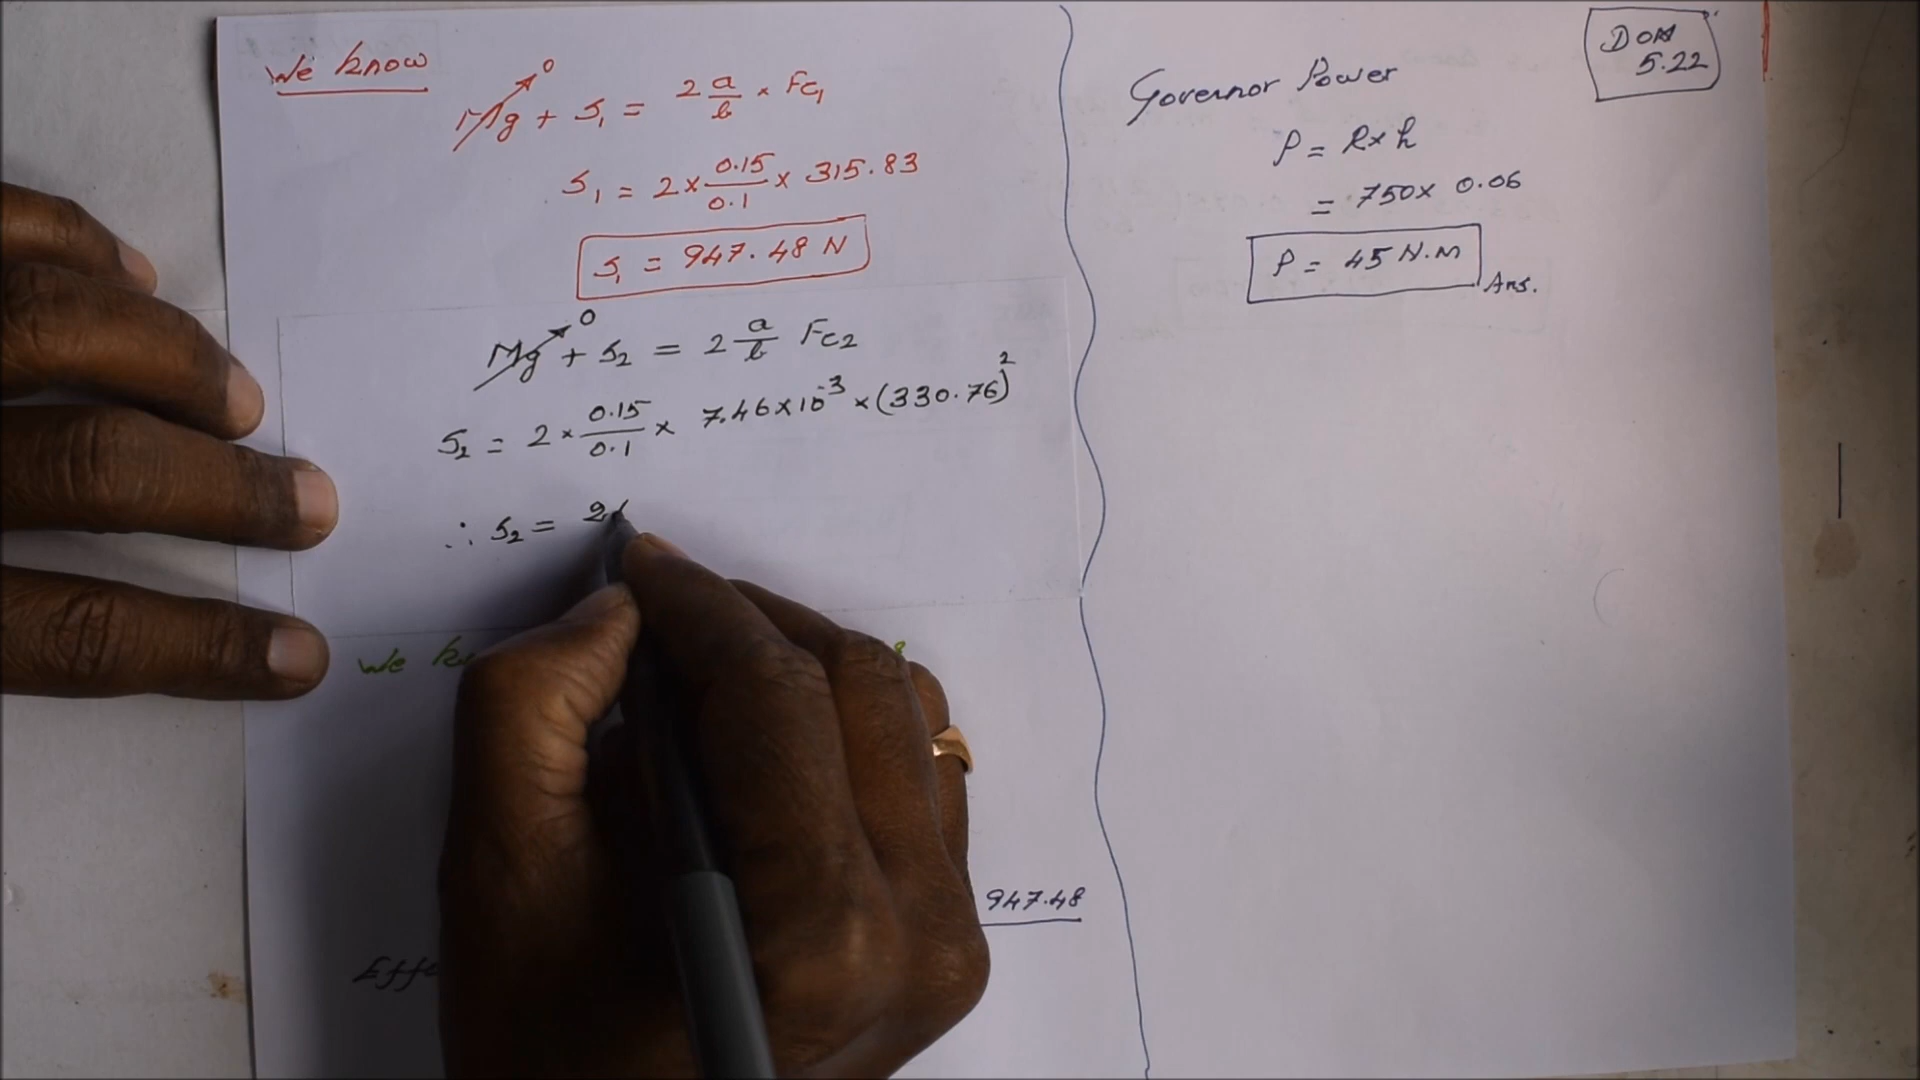 We know
Mg + S₁ = 2 a/b × Fc₁
0
S₁ = 2 × 0.15/0.1 × 315.83
S₁ = 947.48 N
Mg + S₂ = 2 a/b Fc₂
0
S₂ = 2 × 0.15/0.1 × 7.46×10⁻³ × (330.76)²
∴ S₂ =
We
947.48
DOM
5.22
Governor Power
P = R×h
= 750 × 0.06
P = 45 N.m
Ans.